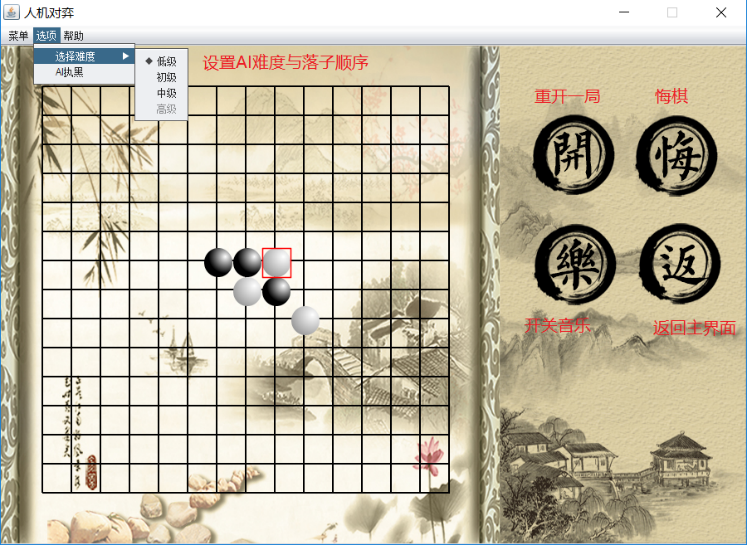 人机对弈
菜单 选项 帮助
选择难度
AI执黑
低级
初级
中级
高级
设置AI难度与落子顺序
重开一局 悔棋
開 悔
樂 返
开关音乐 返回主界面